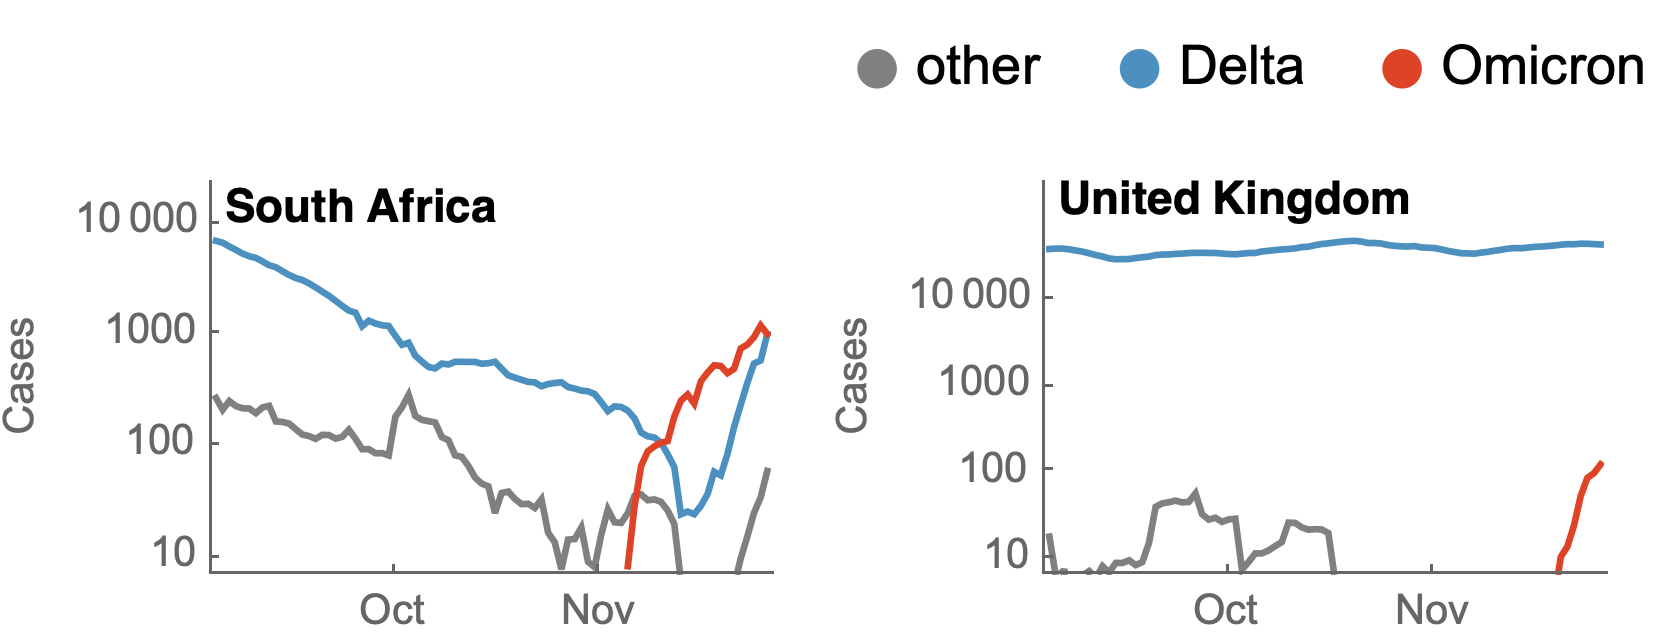 other Delta Omicron
South Africa
10 000
1000
100
10
Cases
Oct Nov
United Kingdom
10 000
1000
100
10
Cases
Oct Nov